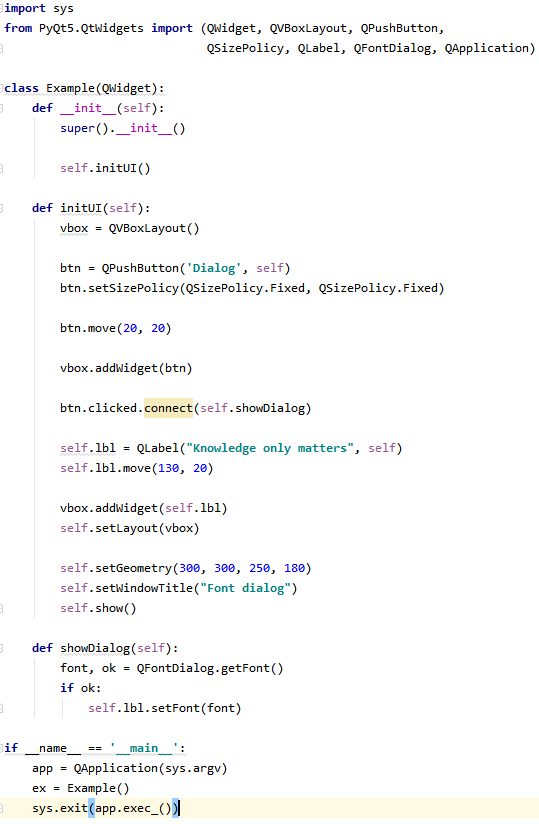 import sys
from PyQt5.QtWidgets import (QWidget, QVBoxLayout, QPushButton,
                             QSizePolicy, QLabel, QFontDialog, QApplication)
class Example(QWidget):
    def __init__(self):
        super().__init__()
        self.initUI()
    def initUI(self):
        vbox = QVBoxLayout()
        btn = QPushButton('Dialog', self)
        btn.setSizePolicy(QSizePolicy.Fixed, QSizePolicy.Fixed)
        btn.move(20, 20)
        vbox.addWidget(btn)
        btn.clicked.connect(self.showDialog)
        self.lbl = QLabel("Knowledge only matters", self)
        self.lbl.move(130, 20)
        vbox.addWidget(self.lbl)
        self.setLayout(vbox)
        self.setGeometry(300, 300, 250, 180)
        self.setWindowTitle("Font dialog")
        self.show()
    def showDialog(self):
        font, ok = QFontDialog.getFont()
        if ok:
            self.lbl.setFont(font)
if __name__ == '__main__':
    app = QApplication(sys.argv)
    ex = Example()
    sys.exit(app.exec_())